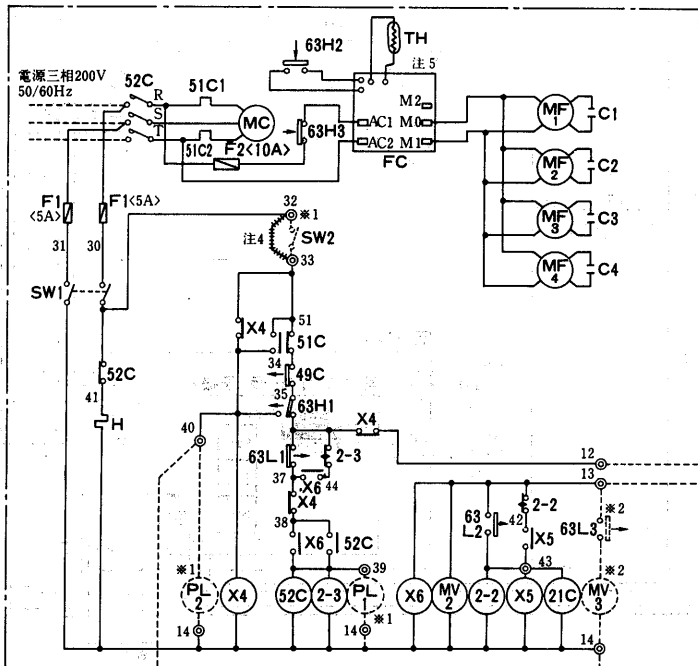 63H2
TH
注5
電源三相200V
50/60Hz
52C
R
S
T
51C1
MC
51C2
F2<10A>
63H3
M2
AC1 M0
AC2 M1
FC
MF
1
C1
MF
2
C2
MF
3
C3
MF
4
C4
F1
<5A>
F1<5A>
31
30
32
※1
注4
SW2
33
SW1
X4
51
51C
34
49C
52C
41
35
63H1
H
40
X4
63L1
2-3
12
37
X6
44
13
X4
38
63
L2
42
2-2
※2
63L3
X6
52C
X5
39
43
※1
PL
2
X4
52C
2-3
PL
1
※1
X6
MV
2
2-2
X5
21C
※2
MV
3
14
14
14